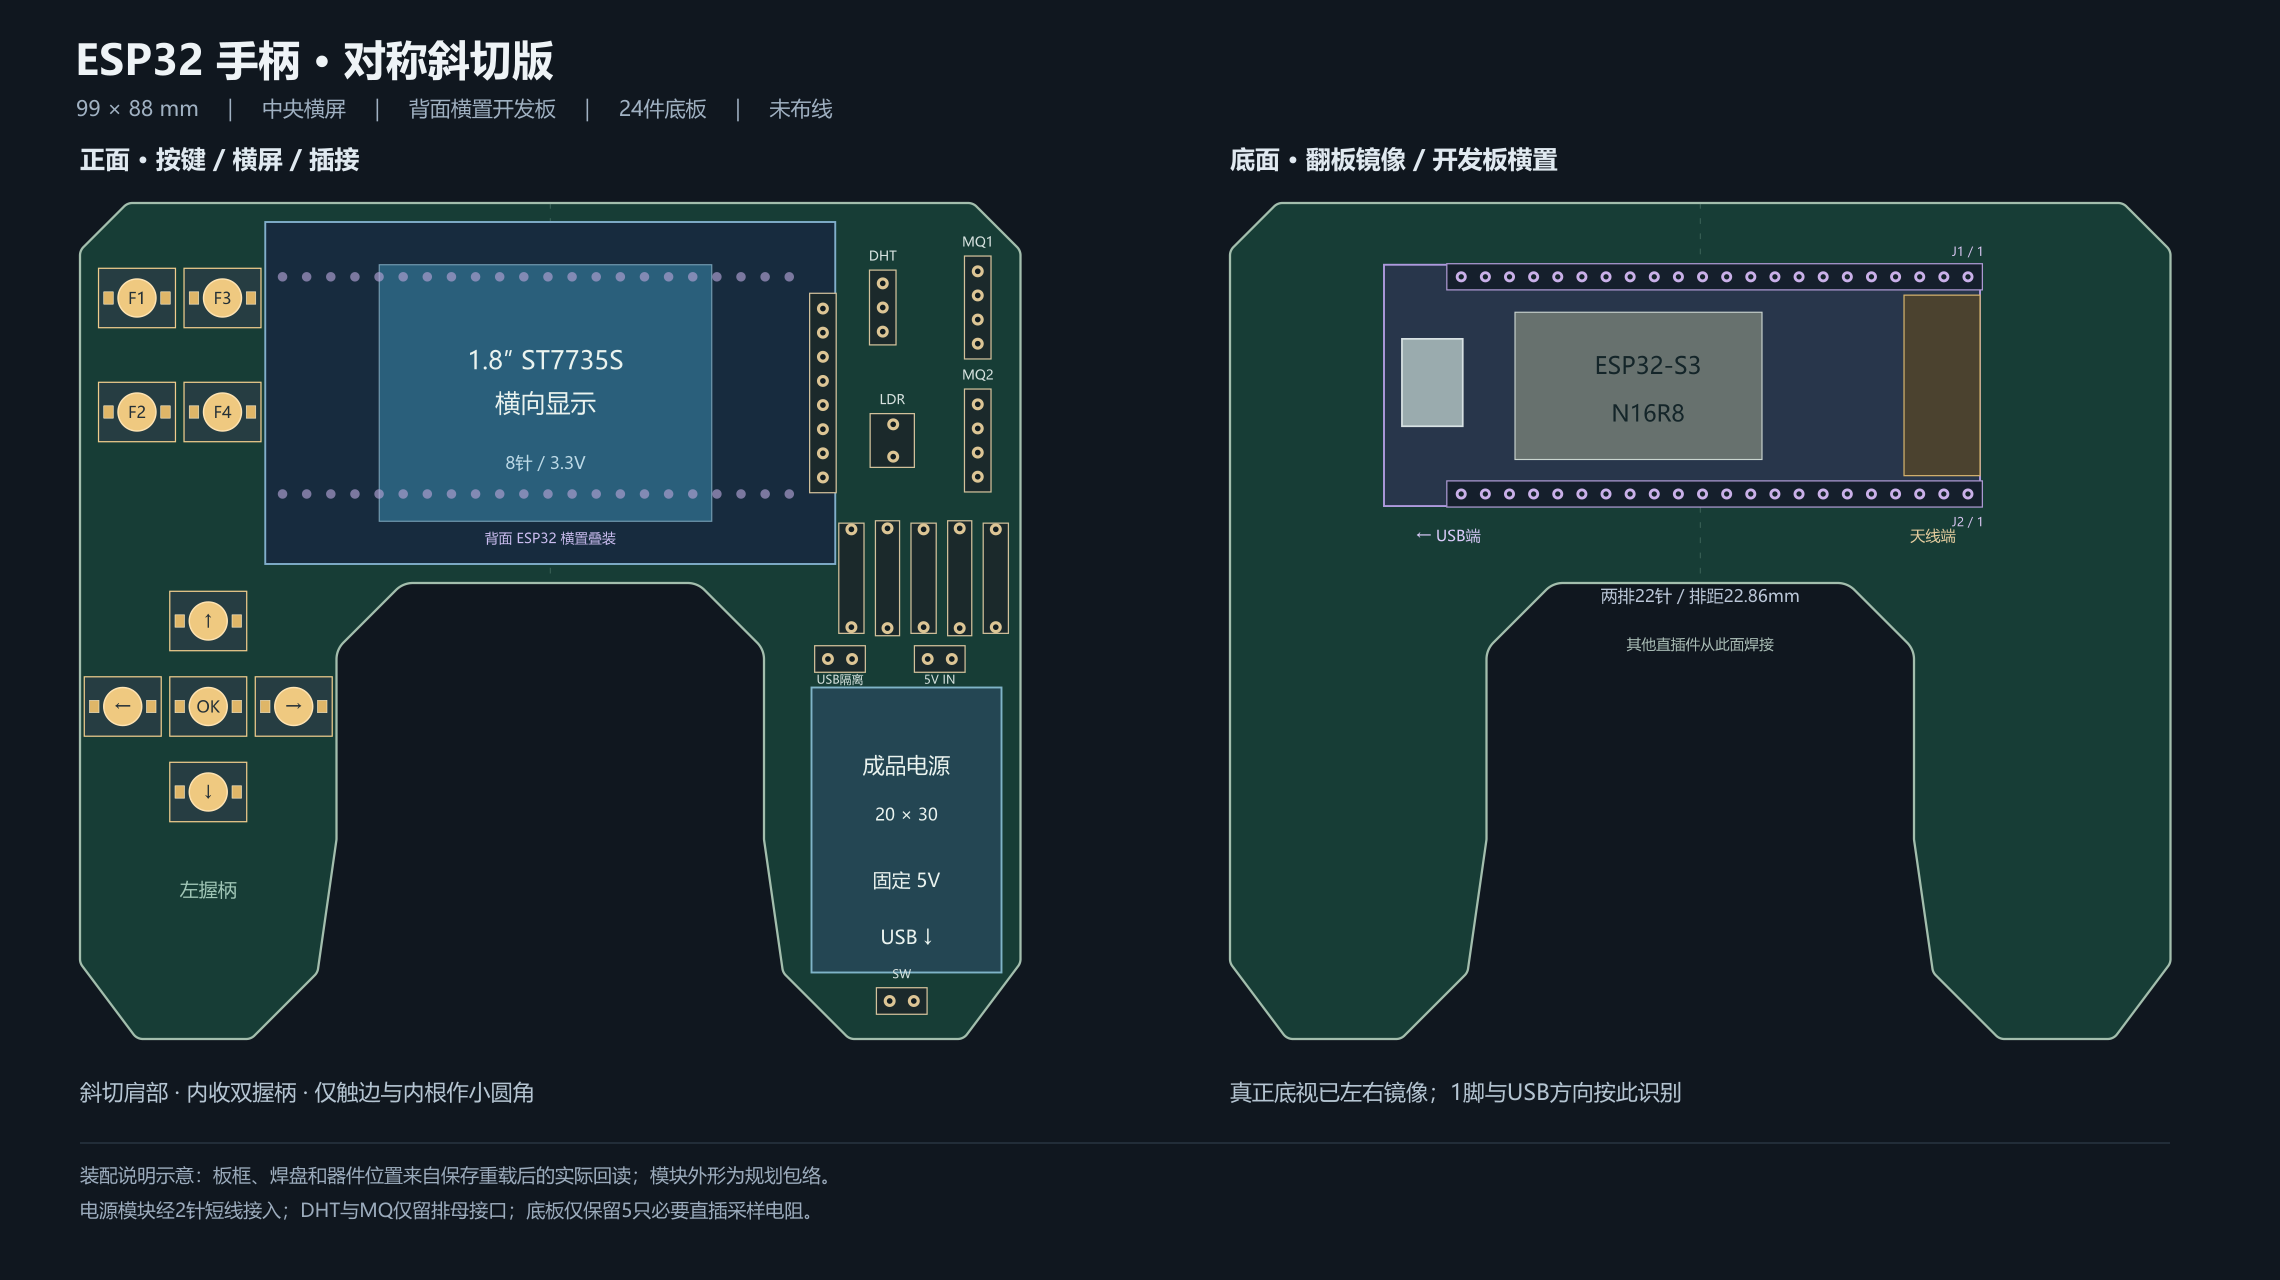 ESP32 手柄 • 对称斜切版
99 × 88 mm | 中央横屏 | 背面横置开发板 | 24件底板 | 未布线
正面 • 按键 / 横屏 / 插接
F1
F3
F2
F4
1.8″ ST7735S
横向显示
8针 / 3.3V
背面 ESP32 横置叠装
DHT
MQ1
LDR
MQ2
↑
← OK →
↓
左握柄
USB隔离
5V IN
成品电源
20 × 30
固定 5V
USB ↓
SW
斜切肩部 · 内收双握柄 · 仅触边与内根作小圆角
底面 • 翻板镜像 / 开发板横置
J1 / 1
ESP32-S3
N16R8
J2 / 1
← USB端
天线端
两排22针 / 排距22.86mm
其他直插件从此面焊接
真正底视已左右镜像；1脚与USB方向按此识别
装配说明示意：板框、焊盘和器件位置来自保存重载后的实际回读；模块外形为规划包络。
电源模块经2针短线接入；DHT与MQ仅留排母接口；底板仅保留5只必要直插采样电阻。